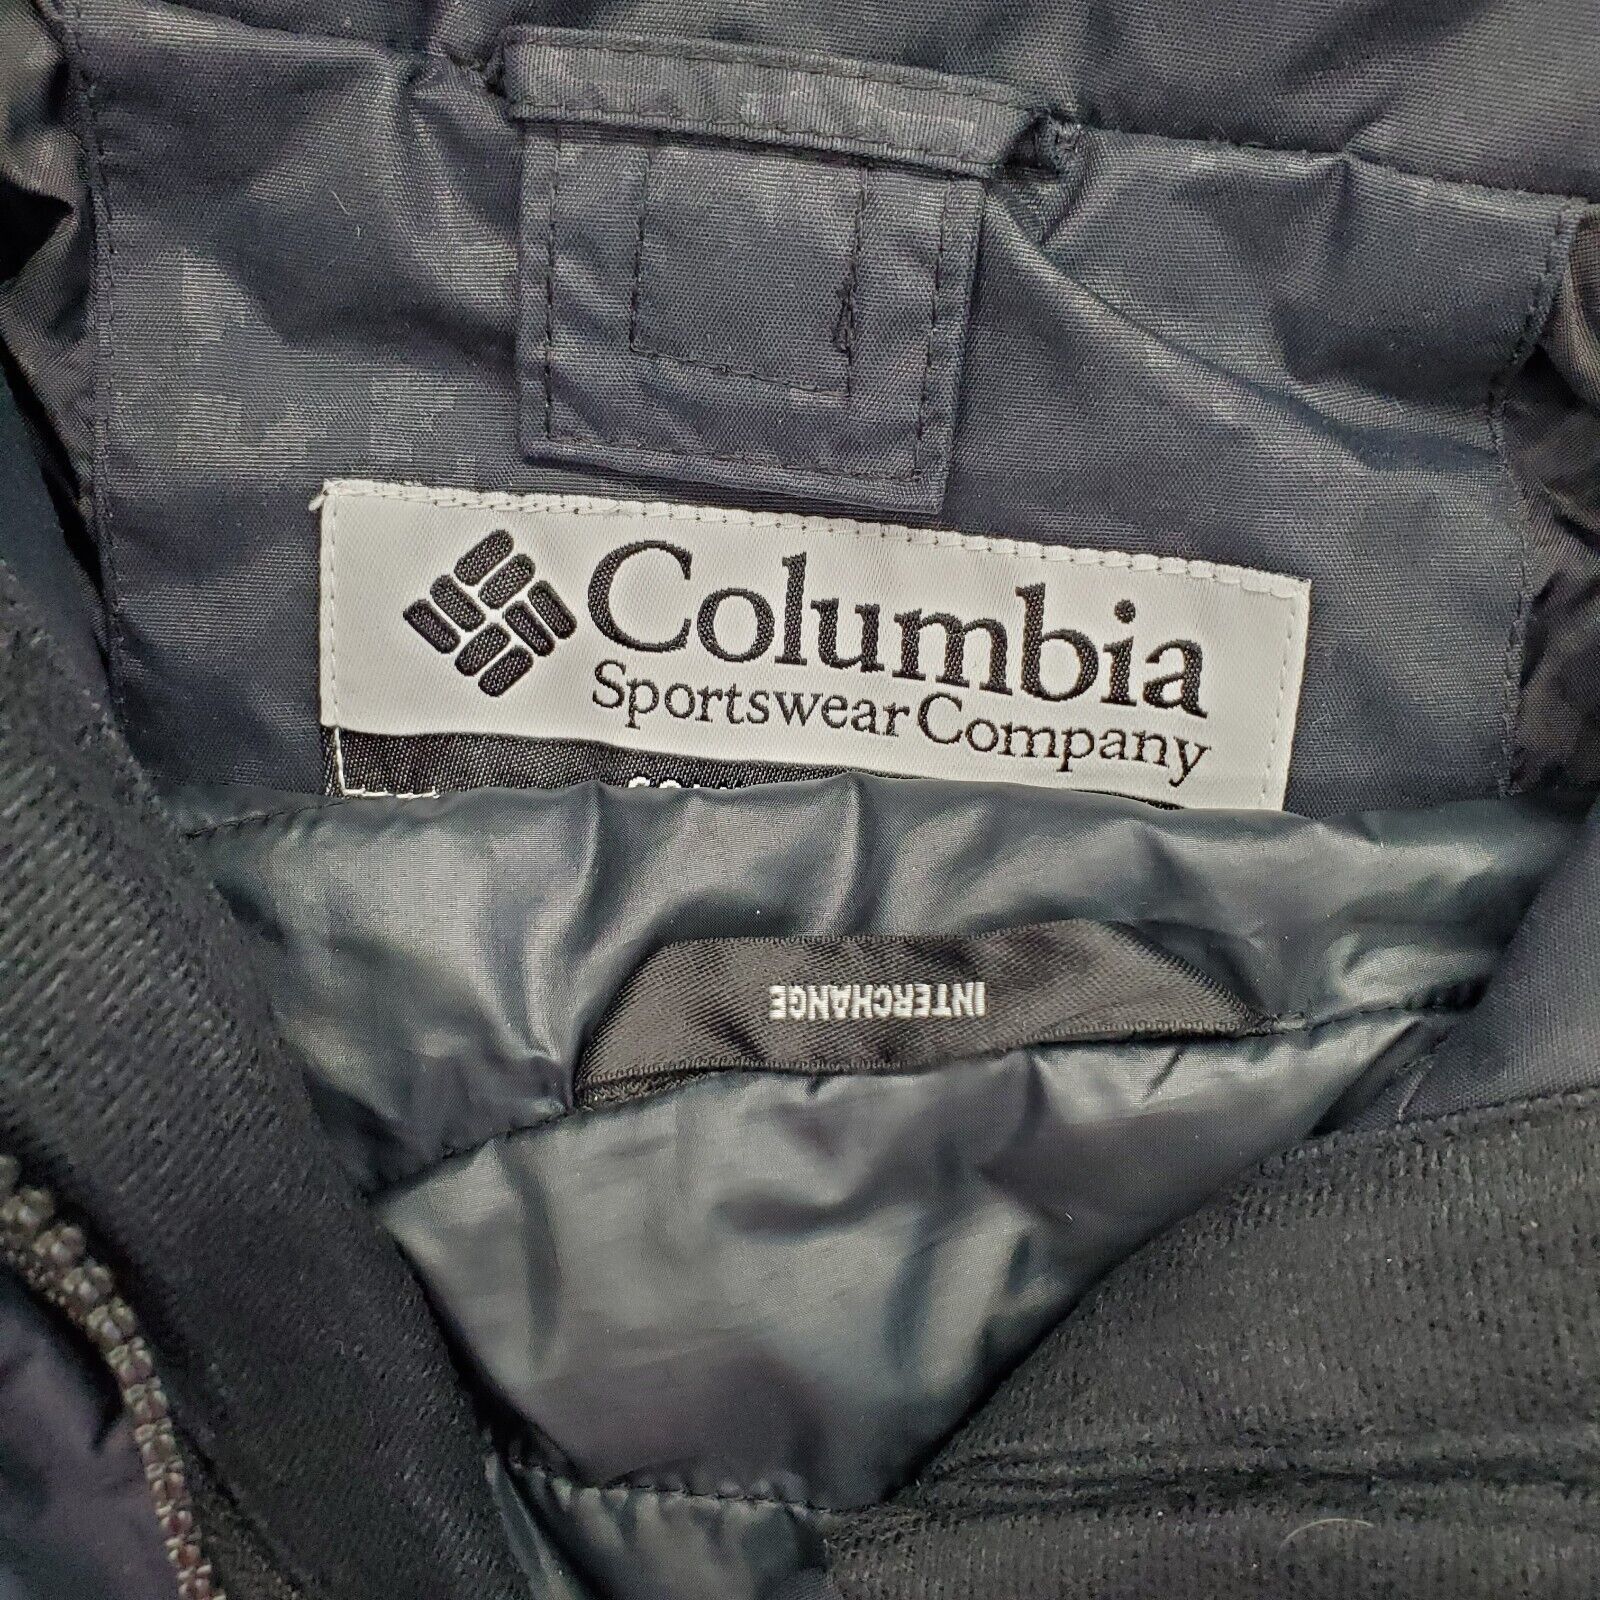 Columbia
Sportswear Company
INTERCHANGE